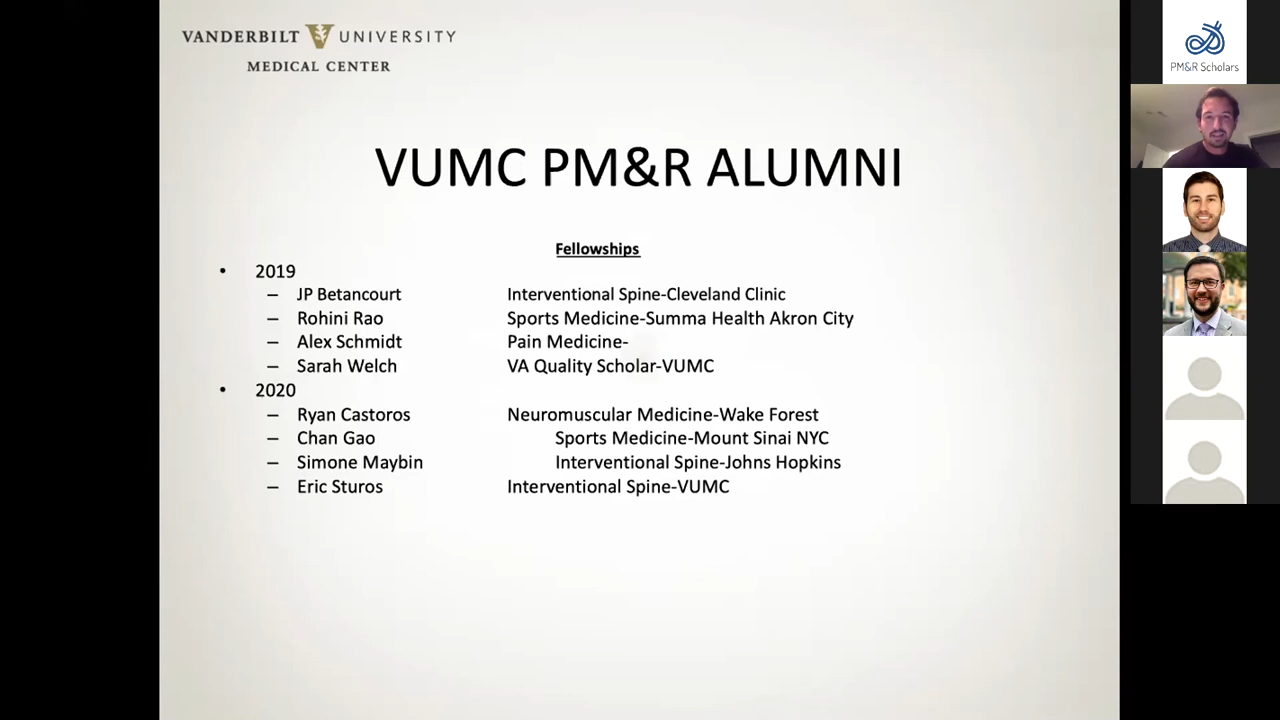 VANDERBILT V UNIVERSITY
MEDICAL CENTER
PM&R Scholars
VUMC PM&R ALUMNI
Fellowships
• 2019
– JP Betancourt Interventional Spine-Cleveland Clinic
– Rohini Rao Sports Medicine-Summa Health Akron City
– Alex Schmidt Pain Medicine-
– Sarah Welch VA Quality Scholar-VUMC
• 2020
– Ryan Castoros Neuromuscular Medicine-Wake Forest
– Chan Gao Sports Medicine-Mount Sinai NYC
– Simone Maybin Interventional Spine-Johns Hopkins
– Eric Sturos Interventional Spine-VUMC